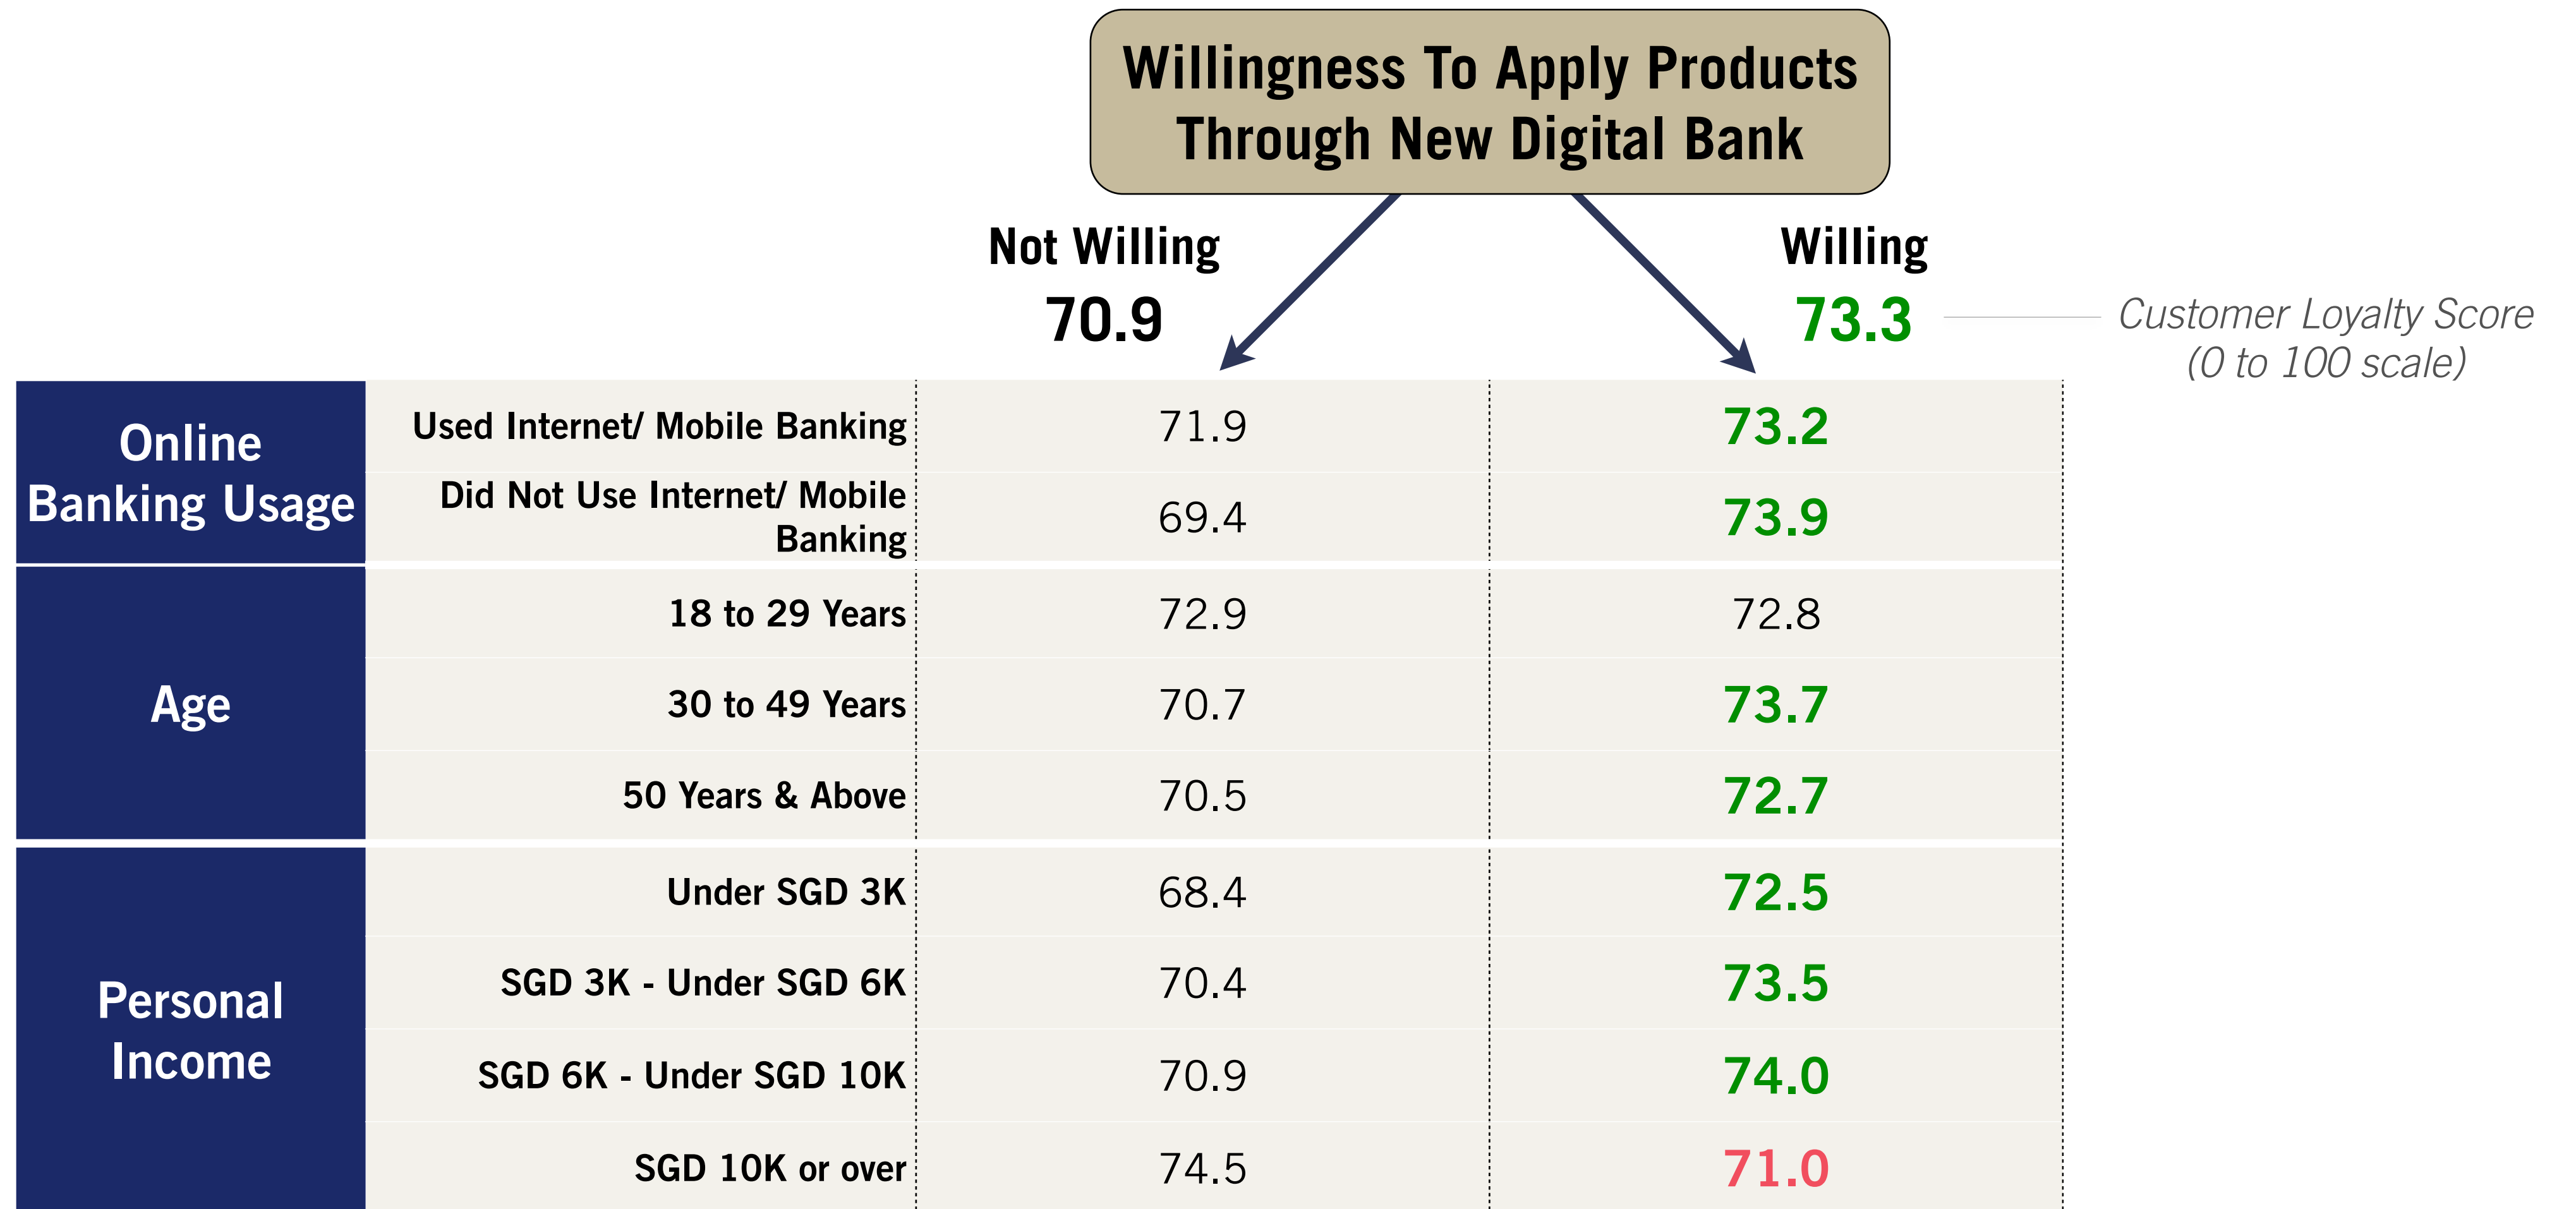 Willingness To Apply Products
Through New Digital Bank
Not Willing
70.9
Willing
73.3
Customer Loyalty Score
(0 to 100 scale)
Online
Banking Usage
Used Internet/ Mobile Banking
71.9
73.2
Did Not Use Internet/ Mobile
Banking
69.4
73.9
Age
18 to 29 Years
72.9
72.8
30 to 49 Years
70.7
73.7
50 Years & Above
70.5
72.7
Personal
Income
Under SGD 3K
68.4
72.5
SGD 3K - Under SGD 6K
70.4
73.5
SGD 6K - Under SGD 10K
70.9
74.0
SGD 10K or over
74.5
71.0